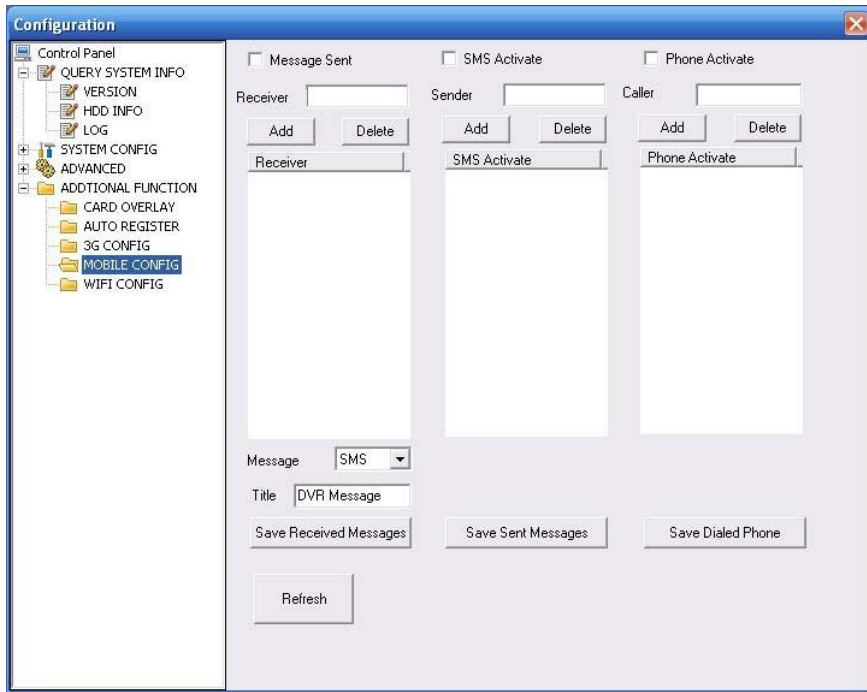 Configuration
Control Panel
QUERY SYSTEM INFO
VERSION
HDD INFO
LOG
SYSTEM CONFIG
ADVANCED
ADDTIONAL FUNCTION
CARD OVERLAY
AUTO REGISTER
3G CONFIG
MOBILE CONFIG
WIFI CONFIG
Message Sent
SMS Activate
Phone Activate
Receiver
Sender
Caller
Add
Delete
Add
Delete
Add
Delete
Receiver
SMS Activate
Phone Activate
Message
SMS
Title
DVR Message
Save Received Messages
Save Sent Messages
Save Dialed Phone
Refresh